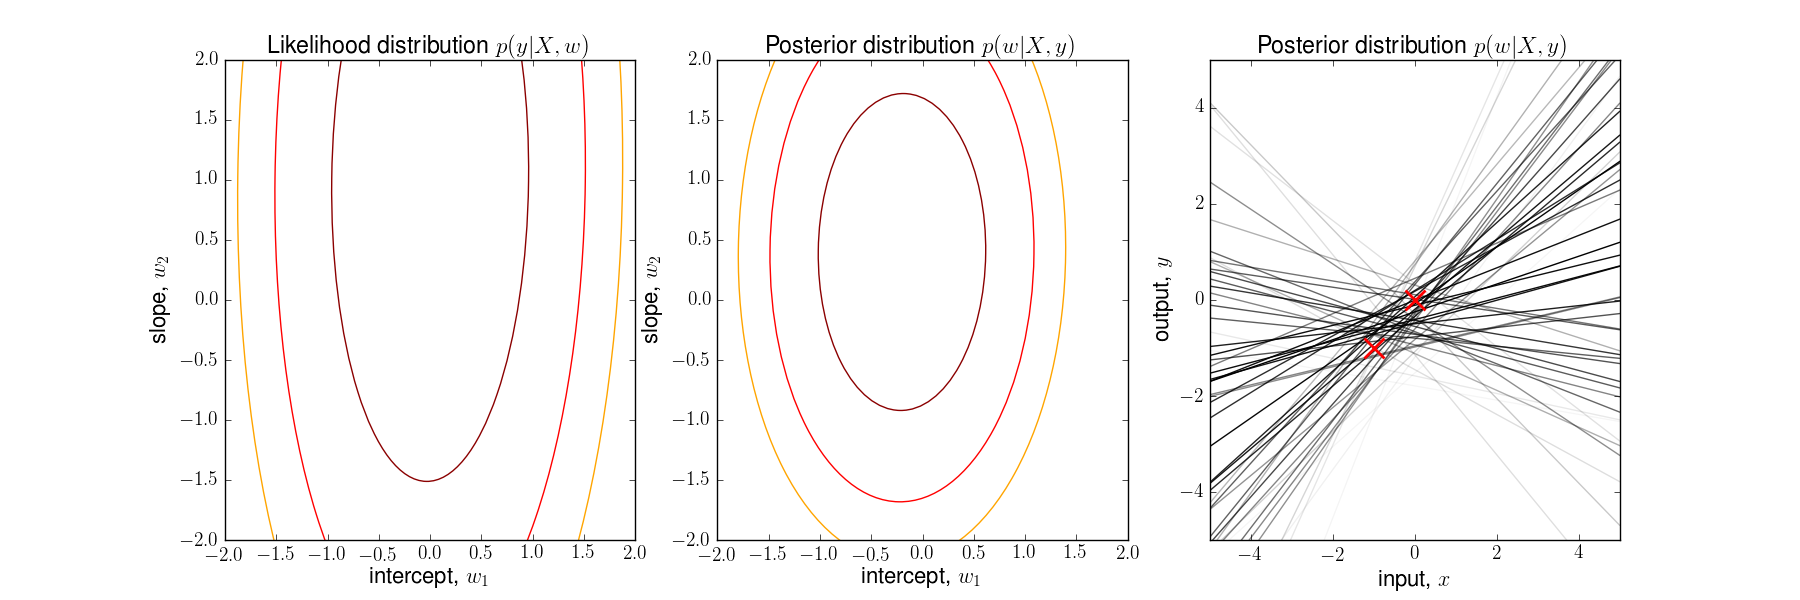 Likelihood distribution p(y|X, w)
2.0
1.5
1.0
0.5
0.0
−0.5
−1.0
−1.5
−2.0
slope, w₂
−2.0 −1.5 −1.0 −0.5 0.0 0.5 1.0 1.5 2.0
intercept, w₁
Posterior distribution p(w|X, y)
2.0
1.5
1.0
0.5
0.0
−0.5
−1.0
−1.5
−2.0
slope, w₂
−2.0 −1.5 −1.0 −0.5 0.0 0.5 1.0 1.5 2.0
intercept, w₁
Posterior distribution p(w|X, y)
4
2
0
−2
−4
output, y
−4 −2 0 2 4
input, x